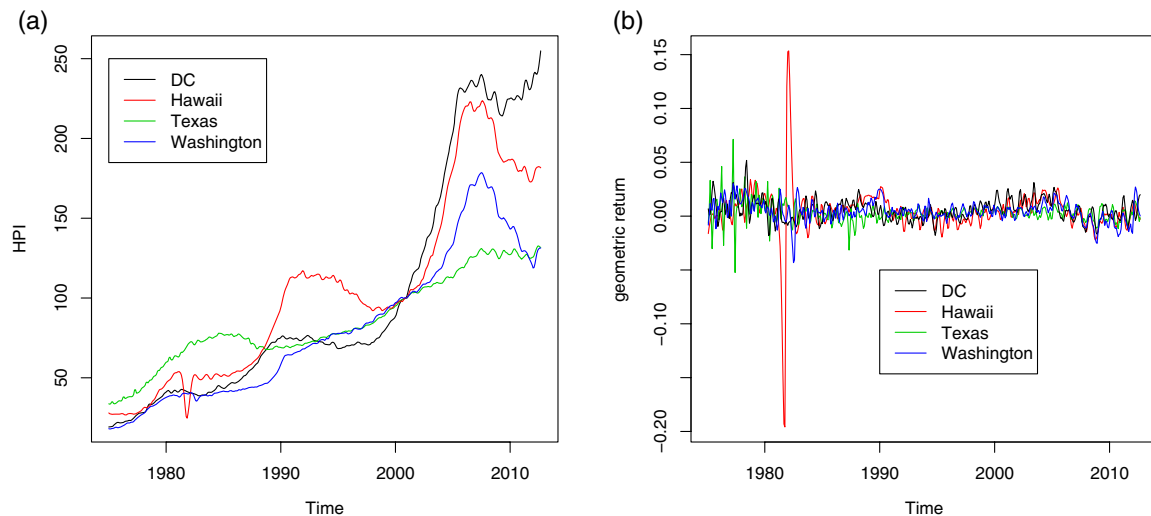 (a)
HPI
250
200
150
100
50
DC
Hawaii
Texas
Washington
1980
1990
2000
2010
Time
(b)
geometric return
0.15
0.10
0.05
0.00
−0.10
−0.20
DC
Hawaii
Texas
Washington
1980
1990
2000
2010
Time